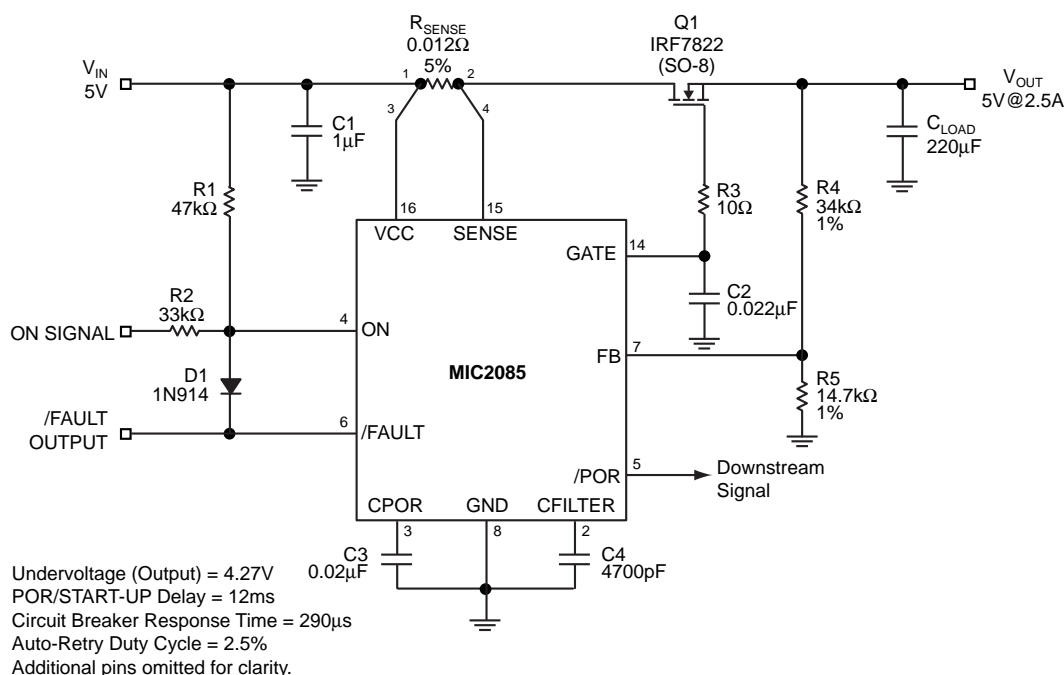 R_SENSE
0.012Ω
5%
Q1
IRF7822
(SO-8)
V_IN
5V
1
2
3
4
V_OUT
5V@2.5A
C1
1μF
C_LOAD
220μF
R1
47kΩ
R3
10Ω
R4
34kΩ
1%
16
15
VCC
SENSE
GATE
14
C2
0.022μF
R2
33kΩ
ON SIGNAL
4
ON
FB
7
MIC2085
D1
1N914
R5
14.7kΩ
1%
/FAULT
OUTPUT
6
/FAULT
/POR
5
Downstream
Signal
CPOR
GND
CFILTER
3
8
2
C3
0.02μF
C4
4700pF
Undervoltage (Output) = 4.27V
POR/START-UP Delay = 12ms
Circuit Breaker Response Time = 290μs
Auto-Retry Duty Cycle = 2.5%
Additional pins omitted for clarity.